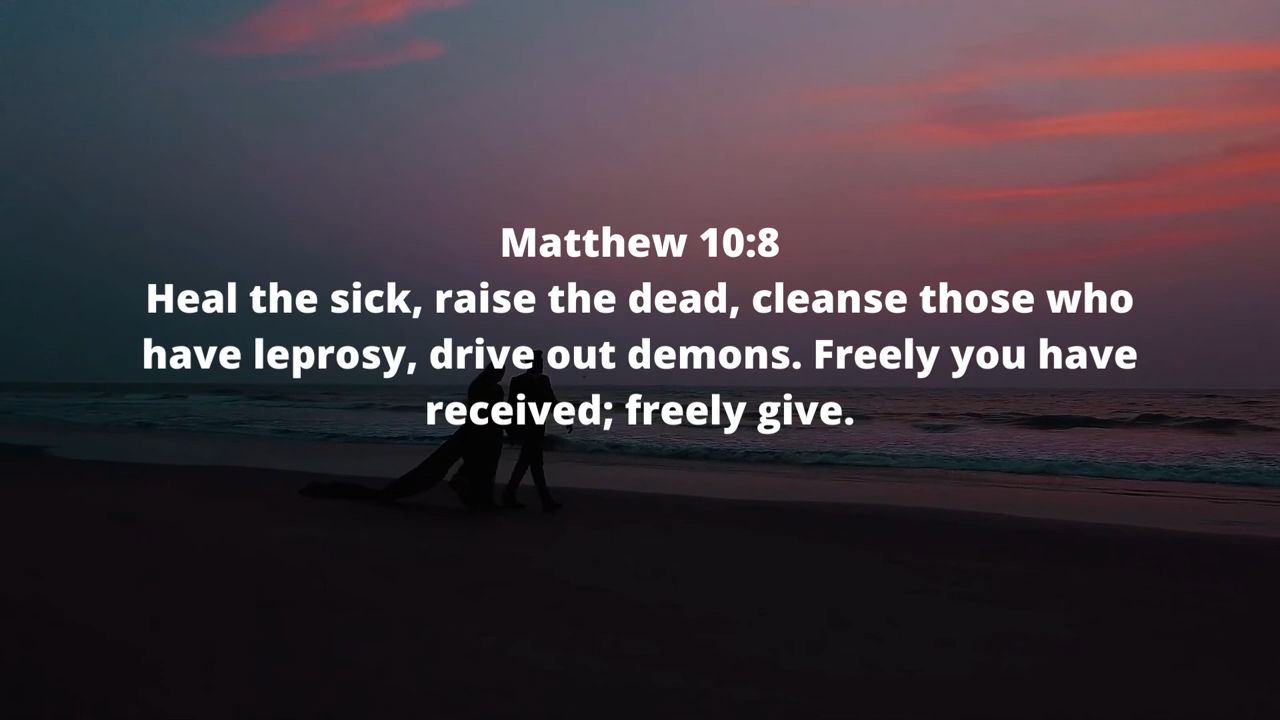 Matthew 10:8
Heal the sick, raise the dead, cleanse those who
have leprosy, drive out demons. Freely you have
received; freely give.